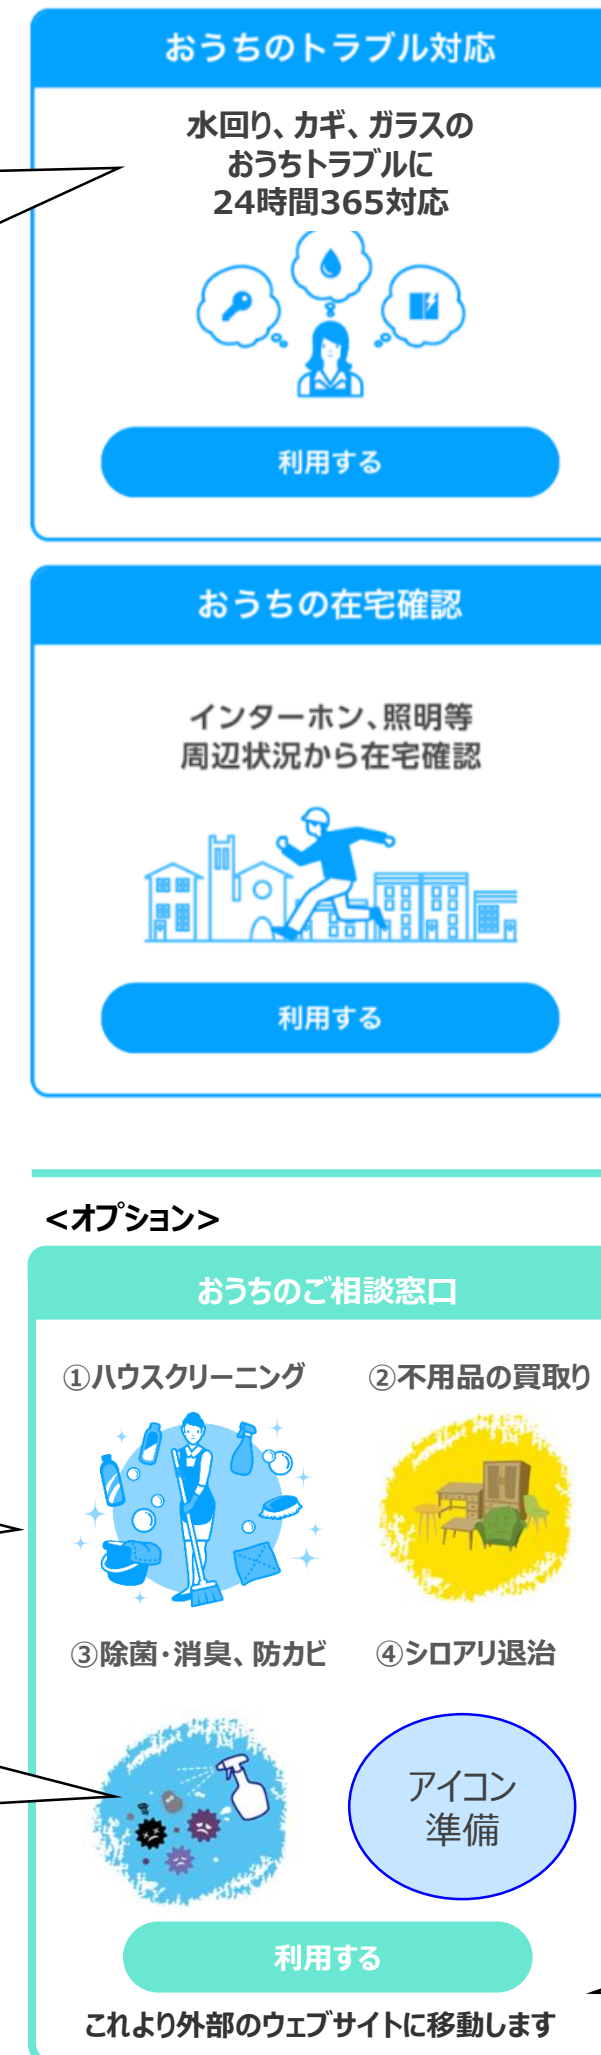 おうちのトラブル対応
水回り、カギ、ガラスの
おうちトラブルに
24時間365対応
利用する
おうちの在宅確認
インターホン、照明等
周辺状況から在宅確認
利用する
<オプション>
おうちのご相談窓口
①ハウスクリーニング ②不用品の買取り
③除菌・消臭、防カビ ④シロアリ退治
アイコン
準備
利用する
これより外部のウェブサイトに移動します